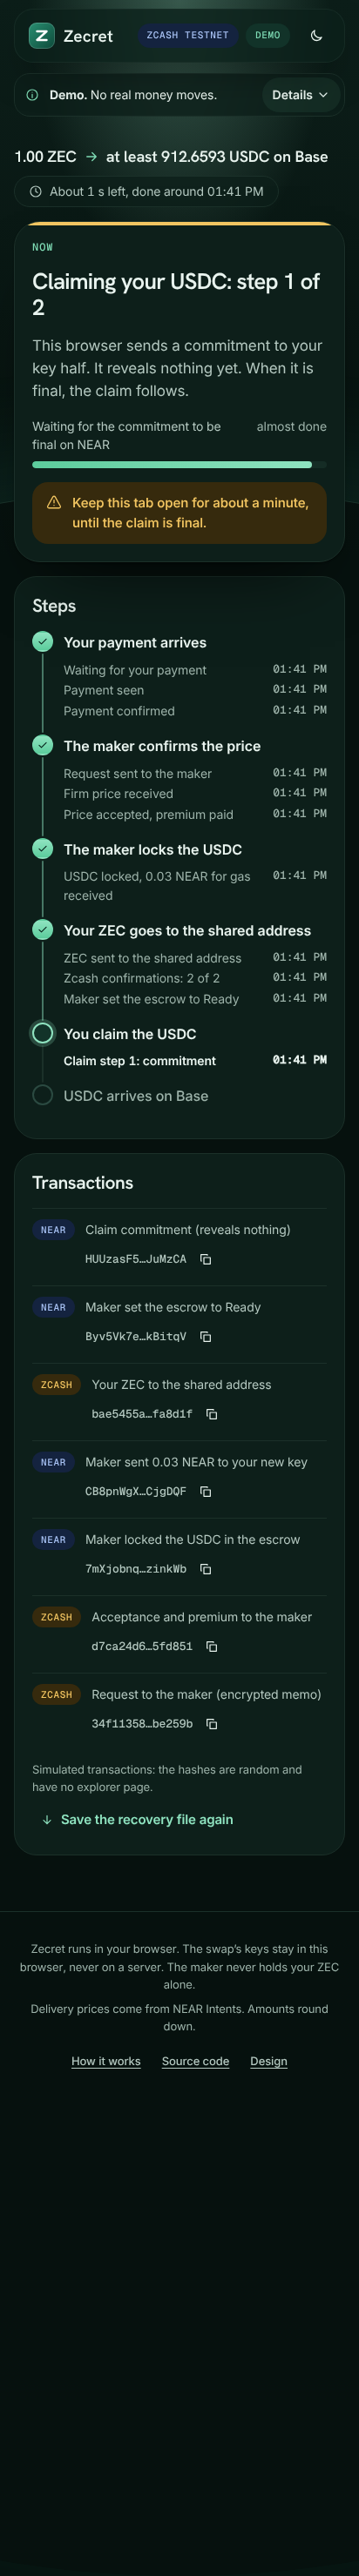 Zecret
ZCASH TESTNET
DEMO
Demo. No real money moves.
Details
1.00 ZEC → at least 912.6593 USDC on Base
About 1 s left, done around 01:41 PM
NOW
Claiming your USDC: step 1 of
2
This browser sends a commitment to your
key half. It reveals nothing yet. When it is
final, the claim follows.
Waiting for the commitment to be
final on NEAR
almost done
Keep this tab open for about a minute,
until the claim is final.
Steps
Your payment arrives
Waiting for your payment 01:41 PM
Payment seen 01:41 PM
Payment confirmed 01:41 PM
The maker confirms the price
Request sent to the maker 01:41 PM
Firm price received 01:41 PM
Price accepted, premium paid 01:41 PM
The maker locks the USDC
USDC locked, 0.03 NEAR for gas 01:41 PM
received
Your ZEC goes to the shared address
ZEC sent to the shared address 01:41 PM
Zcash confirmations: 2 of 2 01:41 PM
Maker set the escrow to Ready 01:41 PM
You claim the USDC
Claim step 1: commitment 01:41 PM
USDC arrives on Base
Transactions
NEAR Claim commitment (reveals nothing)
HUUzasF5…JuMzCA
NEAR Maker set the escrow to Ready
Byv5Vk7e…kBitqV
ZCASH Your ZEC to the shared address
bae5455a…fa8d1f
NEAR Maker sent 0.03 NEAR to your new key
CB8pnWgX…CjgDQF
NEAR Maker locked the USDC in the escrow
7mXjobnq…zinkWb
ZCASH Acceptance and premium to the maker
d7ca24d6…5fd851
ZCASH Request to the maker (encrypted memo)
34f11358…be259b
Simulated transactions: the hashes are random and
have no explorer page.
Save the recovery file again
Zecret runs in your browser. The swap's keys stay in this
browser, never on a server. The maker never holds your ZEC
alone.
Delivery prices come from NEAR Intents. Amounts round
down.
How it works Source code Design